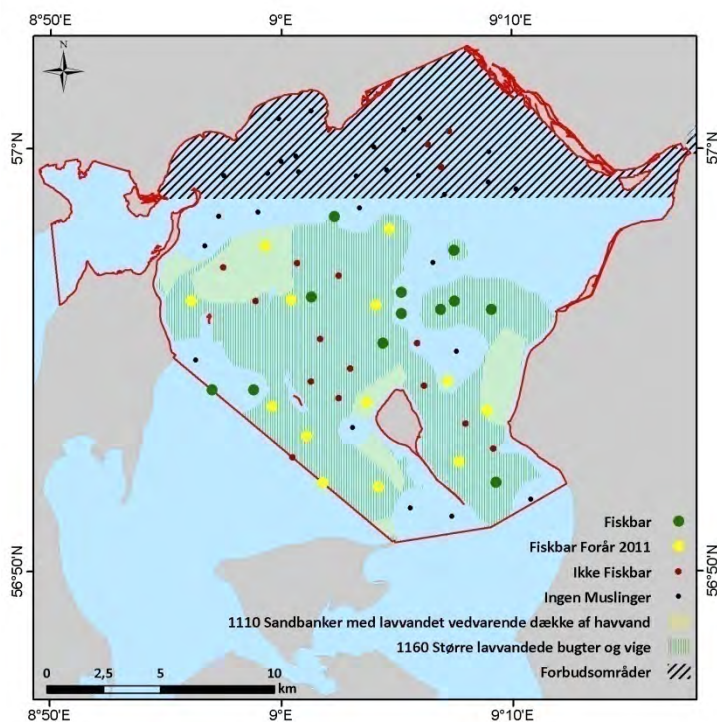 8°50'E 9°E 9°10'E
N
57°N 57°N
56°50'N 56°50'N
Fiskbar
Fiskbar Forår 2011
Ikke Fiskbar
Ingen Muslinger
1110 Sandbanker med lavvandet vedvarende dække af havvand
1160 Større lavvandede bugter og vige
Forbudsområder
0 2,5 5 10
km
8°50'E 9°E 9°10'E